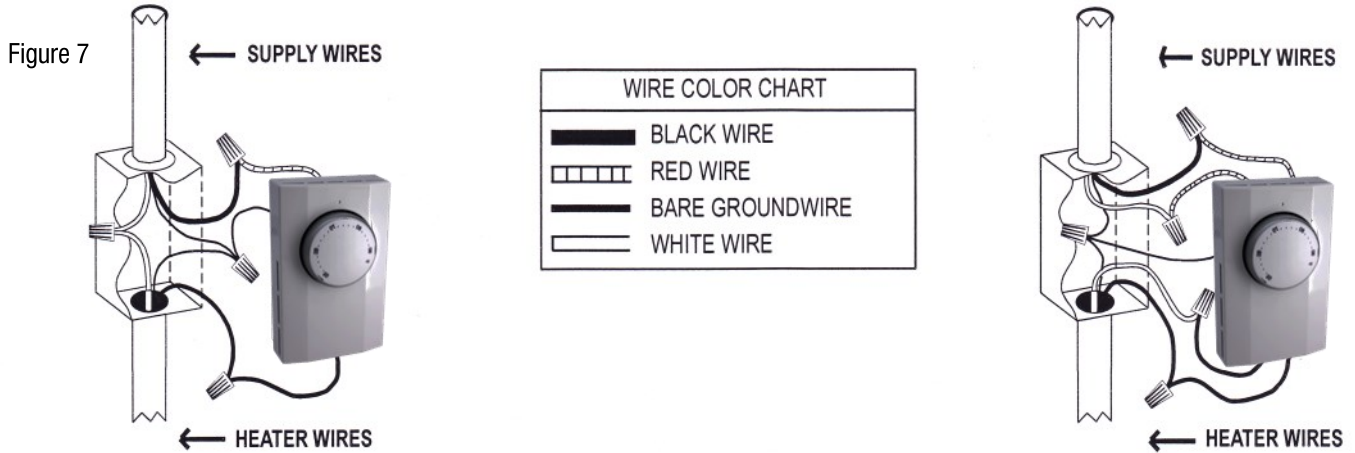 Figure 7
SUPPLY WIRES
HEATER WIRES
WIRE COLOR CHART
BLACK WIRE
RED WIRE
BARE GROUNDWIRE
WHITE WIRE
SUPPLY WIRES
HEATER WIRES